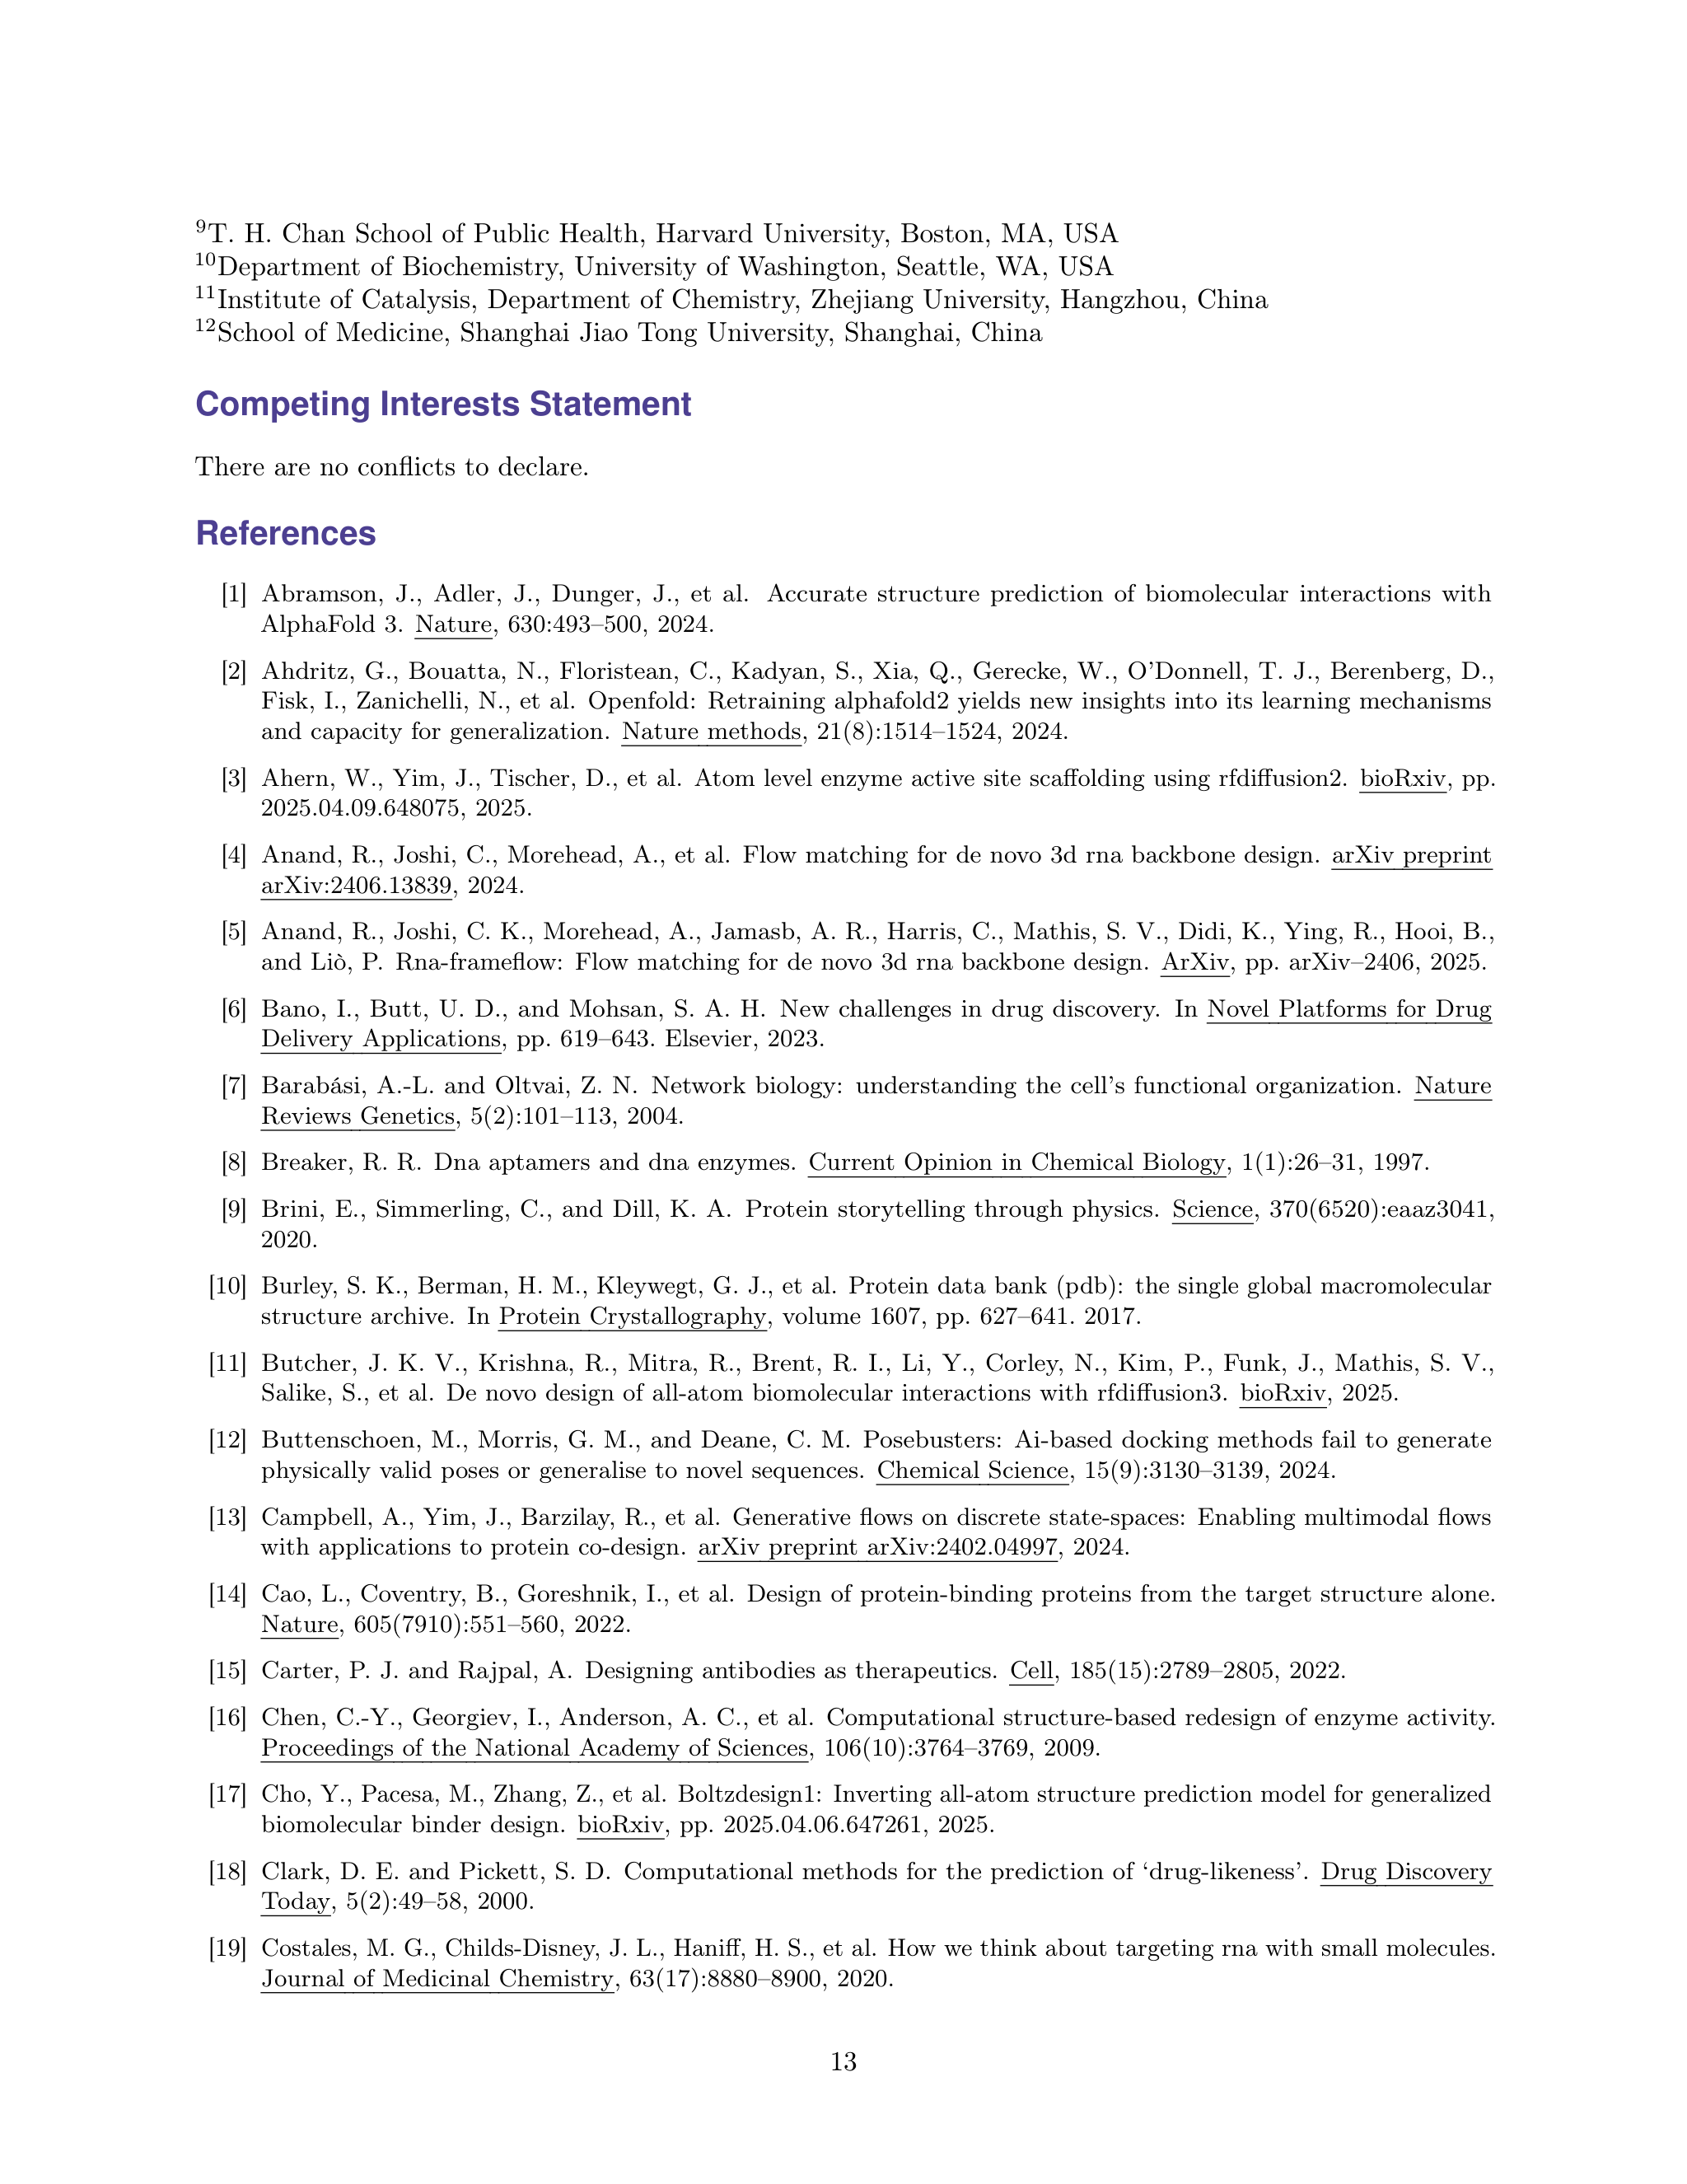 ⁹T. H. Chan School of Public Health, Harvard University, Boston, MA, USA
¹⁰Department of Biochemistry, University of Washington, Seattle, WA, USA
¹¹Institute of Catalysis, Department of Chemistry, Zhejiang University, Hangzhou, China
¹²School of Medicine, Shanghai Jiao Tong University, Shanghai, China
Competing Interests Statement
There are no conflicts to declare.
References
[1] Abramson, J., Adler, J., Dunger, J., et al. Accurate structure prediction of biomolecular interactions with
AlphaFold 3. Nature, 630:493–500, 2024.
[2] Ahdritz, G., Bouatta, N., Floristean, C., Kadyan, S., Xia, Q., Gerecke, W., O'Donnell, T. J., Berenberg, D.,
Fisk, I., Zanichelli, N., et al. Openfold: Retraining alphafold2 yields new insights into its learning mechanisms
and capacity for generalization. Nature methods, 21(8):1514–1524, 2024.
[3] Ahern, W., Yim, J., Tischer, D., et al. Atom level enzyme active site scaffolding using rfdiffusion2. bioRxiv, pp.
2025.04.09.648075, 2025.
[4] Anand, R., Joshi, C., Morehead, A., et al. Flow matching for de novo 3d rna backbone design. arXiv preprint
arXiv:2406.13839, 2024.
[5] Anand, R., Joshi, C. K., Morehead, A., Jamasb, A. R., Harris, C., Mathis, S. V., Didi, K., Ying, R., Hooi, B.,
and Liò, P. Rna-frameflow: Flow matching for de novo 3d rna backbone design. ArXiv, pp. arXiv–2406, 2025.
[6] Bano, I., Butt, U. D., and Mohsan, S. A. H. New challenges in drug discovery. In Novel Platforms for Drug
Delivery Applications, pp. 619–643. Elsevier, 2023.
[7] Barabási, A.-L. and Oltvai, Z. N. Network biology: understanding the cell's functional organization. Nature
Reviews Genetics, 5(2):101–113, 2004.
[8] Breaker, R. R. Dna aptamers and dna enzymes. Current Opinion in Chemical Biology, 1(1):26–31, 1997.
[9] Brini, E., Simmerling, C., and Dill, K. A. Protein storytelling through physics. Science, 370(6520):eaaz3041,
2020.
[10] Burley, S. K., Berman, H. M., Kleywegt, G. J., et al. Protein data bank (pdb): the single global macromolecular
structure archive. In Protein Crystallography, volume 1607, pp. 627–641. 2017.
[11] Butcher, J. K. V., Krishna, R., Mitra, R., Brent, R. I., Li, Y., Corley, N., Kim, P., Funk, J., Mathis, S. V.,
Salike, S., et al. De novo design of all-atom biomolecular interactions with rfdiffusion3. bioRxiv, 2025.
[12] Buttenschoen, M., Morris, G. M., and Deane, C. M. Posebusters: Ai-based docking methods fail to generate
physically valid poses or generalise to novel sequences. Chemical Science, 15(9):3130–3139, 2024.
[13] Campbell, A., Yim, J., Barzilay, R., et al. Generative flows on discrete state-spaces: Enabling multimodal flows
with applications to protein co-design. arXiv preprint arXiv:2402.04997, 2024.
[14] Cao, L., Coventry, B., Goreshnik, I., et al. Design of protein-binding proteins from the target structure alone.
Nature, 605(7910):551–560, 2022.
[15] Carter, P. J. and Rajpal, A. Designing antibodies as therapeutics. Cell, 185(15):2789–2805, 2022.
[16] Chen, C.-Y., Georgiev, I., Anderson, A. C., et al. Computational structure-based redesign of enzyme activity.
Proceedings of the National Academy of Sciences, 106(10):3764–3769, 2009.
[17] Cho, Y., Pacesa, M., Zhang, Z., et al. Boltzdesign1: Inverting all-atom structure prediction model for generalized
biomolecular binder design. bioRxiv, pp. 2025.04.06.647261, 2025.
[18] Clark, D. E. and Pickett, S. D. Computational methods for the prediction of ‘drug-likeness’. Drug Discovery
Today, 5(2):49–58, 2000.
[19] Costales, M. G., Childs-Disney, J. L., Haniff, H. S., et al. How we think about targeting rna with small molecules.
Journal of Medicinal Chemistry, 63(17):8880–8900, 2020.
13